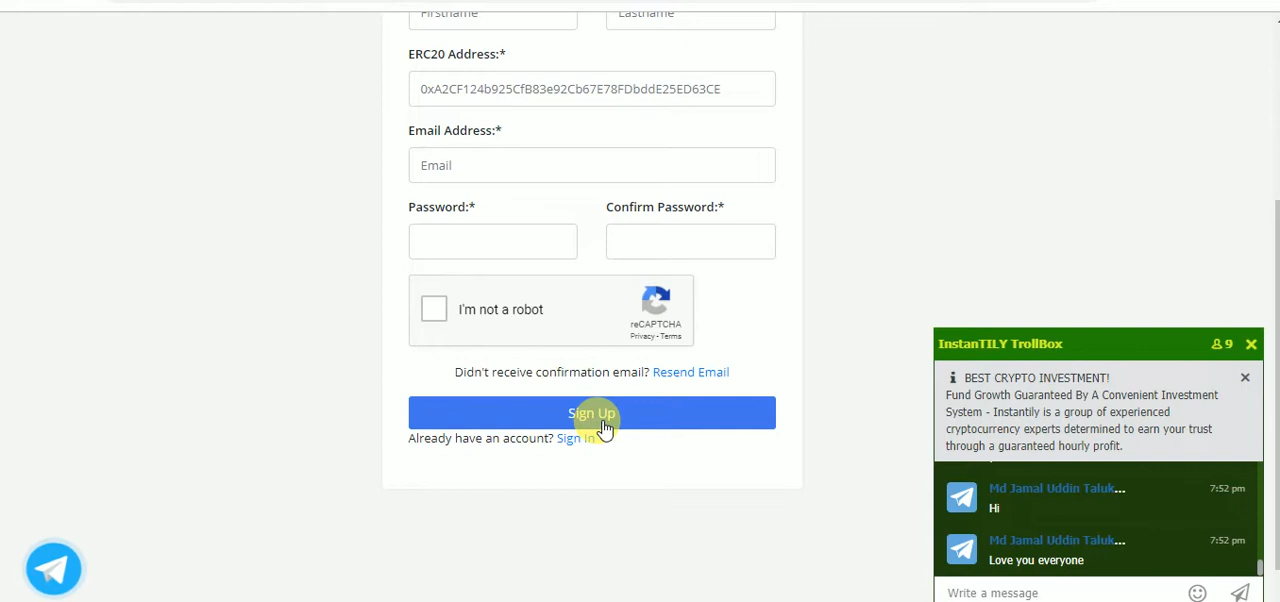 Firstname Lastname
ERC20 Address:*
0xA2CF124b925CfB83e92Cb67E78FDbddE25ED63CE
Email Address:*
Email
Password:* Confirm Password:*
I'm not a robot
reCAPTCHA
Privacy - Terms
Didn't receive confirmation email? Resend Email
Sign Up
Already have an account? Sign In
InstanTILY TrollBox 9
BEST CRYPTO INVESTMENT!
Fund Growth Guaranteed By A Convenient Investment
System - Instantily is a group of experienced
cryptocurrency experts determined to earn your trust
through a guaranteed hourly profit.
Md Jamal Uddin Taluk... 7:52 pm
Hi
Md Jamal Uddin Taluk... 7:52 pm
Love you everyone
Write a message